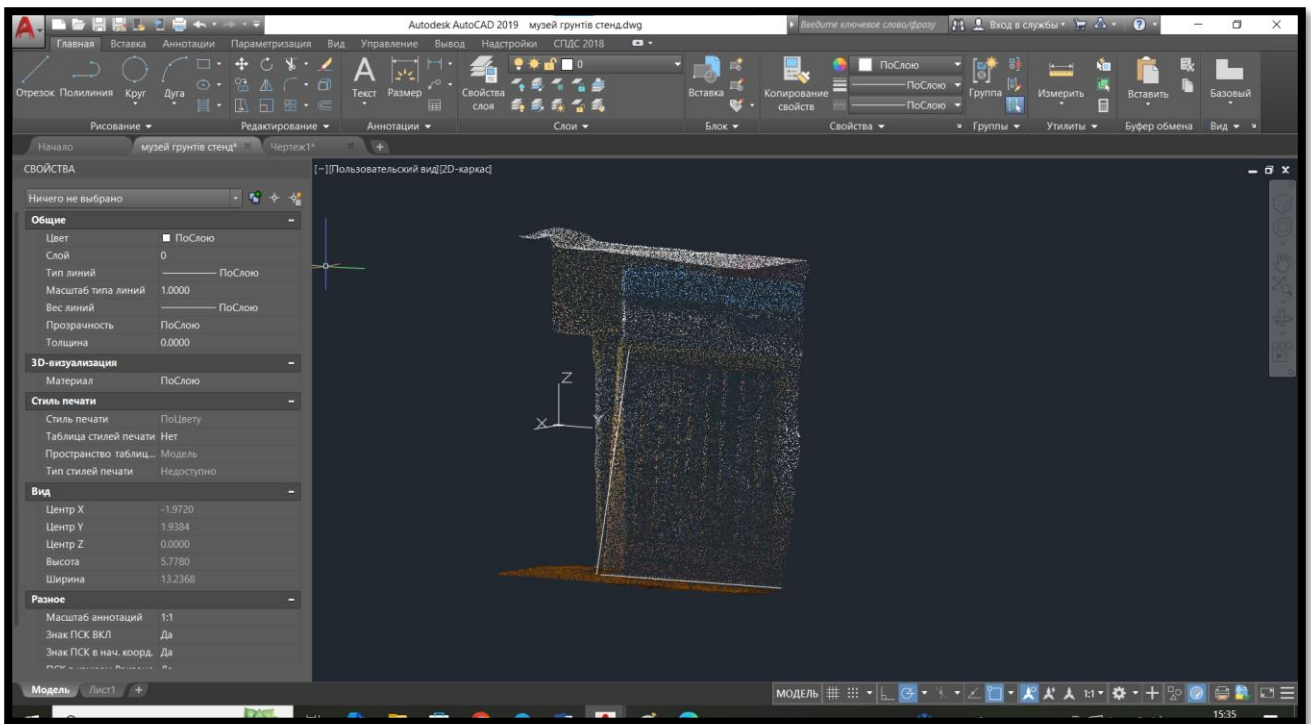 Autodesk AutoCAD 2019 музей грунтів стенд.dwg
Введите ключевое слово/фразу
Вход в службы
Главная Вставка Аннотации Параметризация Вид Управление Вывод Надстройки СПДС 2018
0
ПоСлою
ПоСлою
ПоСлою
Отрезок Полилиния Круг Дуга
Текст Размер
Свойства слоя
Вставка
Копирование свойств
Группа
Измерить
Вставить
Базовый
Рисование Редактирование Аннотации Слои Блок Свойства Группы Утилиты Буфер обмена Вид
Начало музей грунтів стенд* Чертеж1*
СВОЙСТВА
[−][Пользовательский вид][2D-каркас]
Ничего не выбрано
Общие
Цвет ПоСлою
Слой 0
Тип линий ПоСлою
Масштаб типа линий 1.0000
Вес линий ПоСлою
Прозрачность ПоСлою
Толщина 0.0000
3D-визуализация
Материал ПоСлою
Стиль печати
Стиль печати ПоЦвету
Таблица стилей печати Нет
Пространство таблиц... Модель
Тип стилей печати Недоступно
Вид
Центр X -1.9720
Центр Y 1.9384
Центр Z 0.0000
Высота 5.7780
Ширина 13.2368
Разное
Масштаб аннотаций 1:1
Знак ПСК ВКЛ Да
Знак ПСК в нач. коорд. Да
Z
X
Y
Модель Лист1
МОДЕЛЬ
1:1
15:35